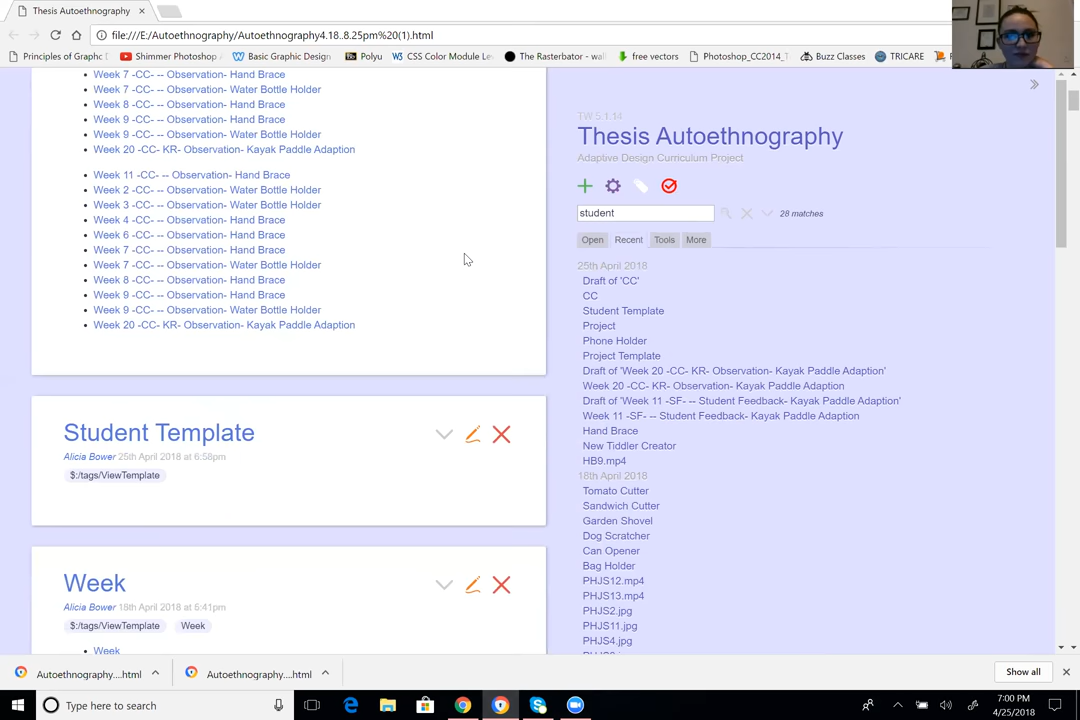 Thesis Autoethnography
file:///E:/Autoethnography/Autoethnography4.18..8.25pm%20(1).html
Principles of Graphc
Shimmer Photoshop
Basic Graphic Design
Polyu
CSS Color Module Le
The Rasterbator - wal
free vectors
Photoshop_CC2014_T
Buzz Classes
TRICARE
Week 7 -CC- -- Observation- Hand Brace
Week 7 -CC- -- Observation- Water Bottle Holder
Week 8 -CC- -- Observation- Hand Brace
Week 9 -CC- -- Observation- Hand Brace
Week 9 -CC- -- Observation- Water Bottle Holder
Week 20 -CC- KR- Observation- Kayak Paddle Adaption
Week 11 -CC- -- Observation- Hand Brace
Week 2 -CC- -- Observation- Water Bottle Holder
Week 3 -CC- -- Observation- Water Bottle Holder
Week 4 -CC- -- Observation- Hand Brace
Week 6 -CC- -- Observation- Hand Brace
Week 7 -CC- -- Observation- Hand Brace
Week 7 -CC- -- Observation- Water Bottle Holder
Week 8 -CC- -- Observation- Hand Brace
Week 9 -CC- -- Observation- Hand Brace
Week 9 -CC- -- Observation- Water Bottle Holder
Week 20 -CC- KR- Observation- Kayak Paddle Adaption
Student Template
Alicia Bower 25th April 2018 at 6:58pm
$:/tags/ViewTemplate
Week
Alicia Bower 18th April 2018 at 5:41pm
$:/tags/ViewTemplate Week
Week
TW 5.1.14
Thesis Autoethnography
Adaptive Design Curriculum Project
student 28 matches
Open Recent Tools More
25th April 2018
Draft of 'CC'
CC
Student Template
Project
Phone Holder
Project Template
Draft of 'Week 20 -CC- KR- Observation- Kayak Paddle Adaption'
Week 20 -CC- KR- Observation- Kayak Paddle Adaption
Draft of 'Week 11 -SF- -- Student Feedback- Kayak Paddle Adaption'
Week 11 -SF- -- Student Feedback- Kayak Paddle Adaption
Hand Brace
New Tiddler Creator
HB9.mp4
18th April 2018
Tomato Cutter
Sandwich Cutter
Garden Shovel
Dog Scratcher
Can Opener
Bag Holder
PHJS12.mp4
PHJS13.mp4
PHJS2.jpg
PHJS11.jpg
PHJS4.jpg
Autoethnography....html
Autoethnography....html
Show all
Type here to search
7:00 PM
4/25/2018